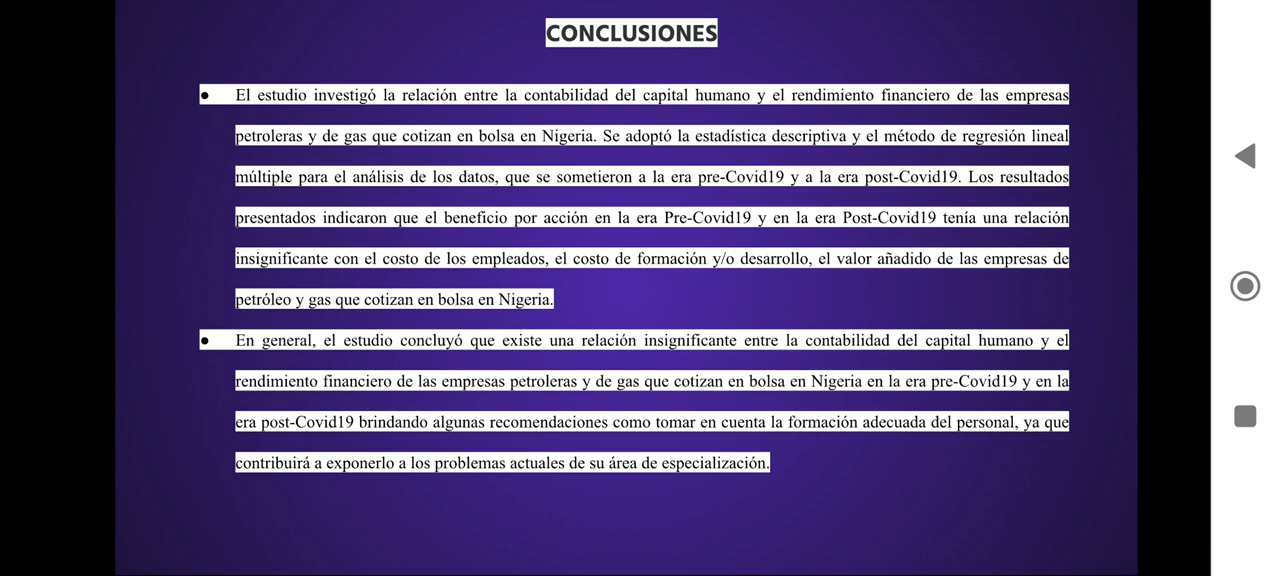 CONCLUSIONES
● El estudio investigó la relación entre la contabilidad del capital humano y el rendimiento financiero de las empresas
petroleras y de gas que cotizan en bolsa en Nigeria. Se adoptó la estadística descriptiva y el método de regresión lineal
múltiple para el análisis de los datos, que se sometieron a la era pre-Covid19 y a la era post-Covid19. Los resultados
presentados indicaron que el beneficio por acción en la era Pre-Covid19 y en la era Post-Covid19 tenía una relación
insignificante con el costo de los empleados, el costo de formación y/o desarrollo, el valor añadido de las empresas de
petróleo y gas que cotizan en bolsa en Nigeria.
● En general, el estudio concluyó que existe una relación insignificante entre la contabilidad del capital humano y el
rendimiento financiero de las empresas petroleras y de gas que cotizan en bolsa en Nigeria en la era pre-Covid19 y en la
era post-Covid19 brindando algunas recomendaciones como tomar en cuenta la formación adecuada del personal, ya que
contribuirá a exponerlo a los problemas actuales de su área de especialización.